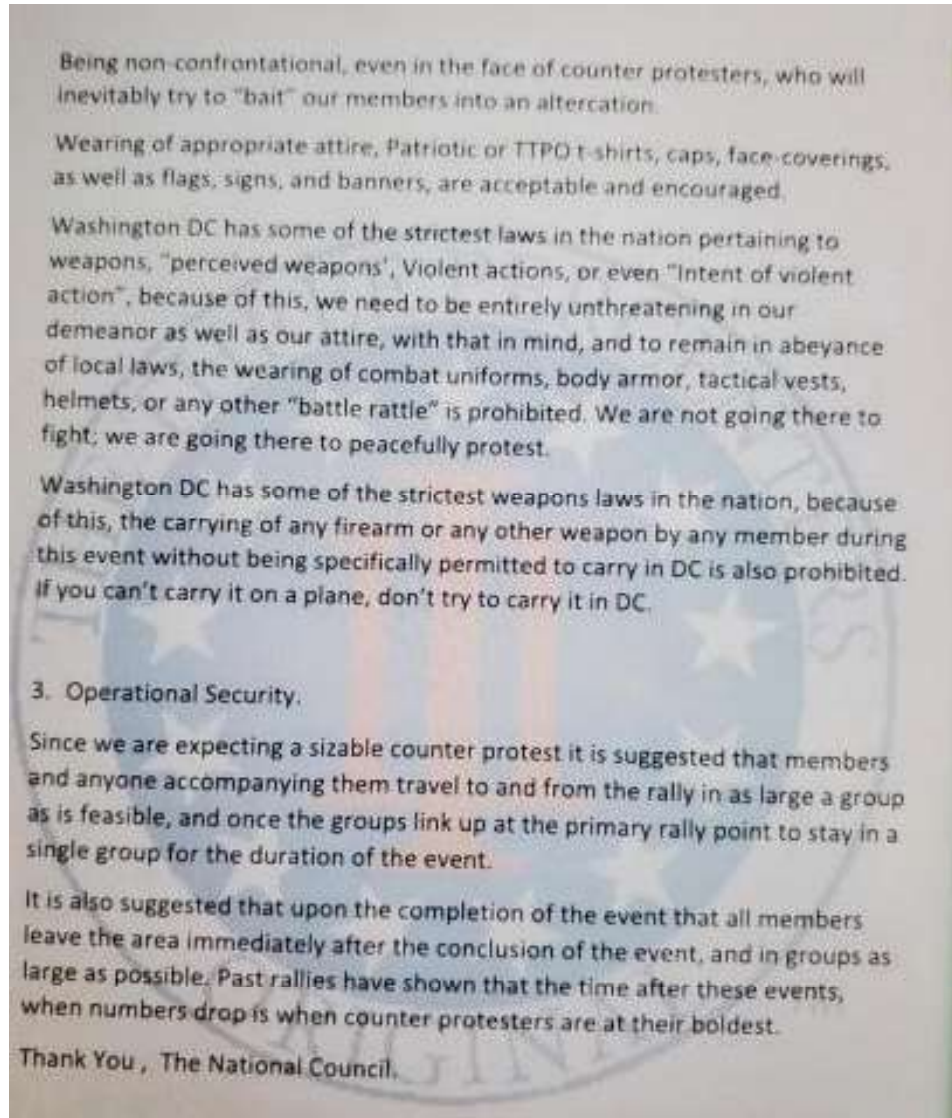 Being non-confrontational, even in the face of counter protesters, who will
inevitably try to "bait" our members into an altercation.
Wearing of appropriate attire, Patriotic or TTPO t-shirts, caps, face-coverings,
as well as flags, signs, and banners, are acceptable and encouraged.
Washington DC has some of the strictest laws in the nation pertaining to
weapons, "perceived weapons', Violent actions, or even "Intent of violent
action", because of this, we need to be entirely unthreatening in our
demeanor as well as our attire, with that in mind, and to remain in abeyance
of local laws, the wearing of combat uniforms, body armor, tactical vests,
helmets, or any other "battle rattle" is prohibited. We are not going there to
fight; we are going there to peacefully protest.
Washington DC has some of the strictest weapons laws in the nation, because
of this, the carrying of any firearm or any other weapon by any member during
this event without being specifically permitted to carry in DC is also prohibited.
If you can't carry it on a plane, don't try to carry it in DC.
3. Operational Security.
Since we are expecting a sizable counter protest it is suggested that members
and anyone accompanying them travel to and from the rally in as large a group
as is feasible, and once the groups link up at the primary rally point to stay in a
single group for the duration of the event.
It is also suggested that upon the completion of the event that all members
leave the area immediately after the conclusion of the event, and in groups as
large as possible. Past rallies have shown that the time after these events,
when numbers drop is when counter protesters are at their boldest.
Thank You , The National Council.